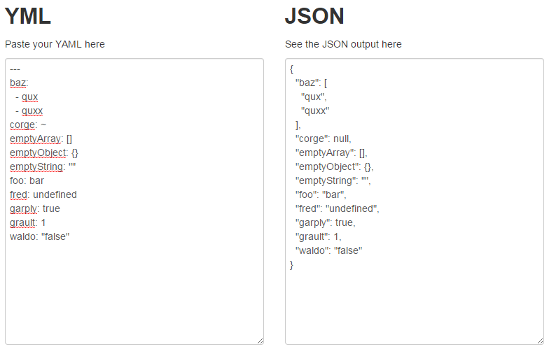 YML
Paste your YAML here
---
baz:
  - qux
  - quxx
corge: ~
emptyArray: []
emptyObject: {}
emptyString: ""
foo: bar
fred: undefined
garply: true
grault: 1
waldo: "false"
JSON
See the JSON output here
{
  "baz": [
    "qux",
    "quxx"
  ],
  "corge": null,
  "emptyArray": [],
  "emptyObject": {},
  "emptyString": "",
  "foo": "bar",
  "fred": "undefined",
  "garply": true,
  "grault": 1,
  "waldo": "false"
}